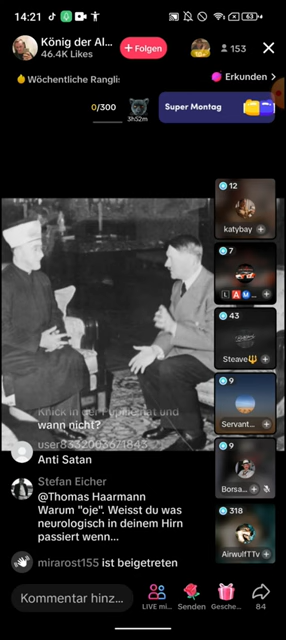 14:21
63
König der Al...
46.4K Likes
+ Folgen
153
Wöchentliche Rangli:
Erkunden >
0/300
3h52m
Super Montag
12
katybay
7
L A M...
43
Steave
9
Servant...
9
Borsa...
318
AirwulfTTv
Knick in der Pupillenat und
wann nicht?
user8332003671843
Anti Satan
Stefan Eicher
@Thomas Haarmann
Warum "oje". Weisst du was
neurologisch in deinem Hirn
passiert wenn...
mirarost155 ist beigetreten
Kommentar hinz...
LIVE mi...
Senden
Gesche...
84